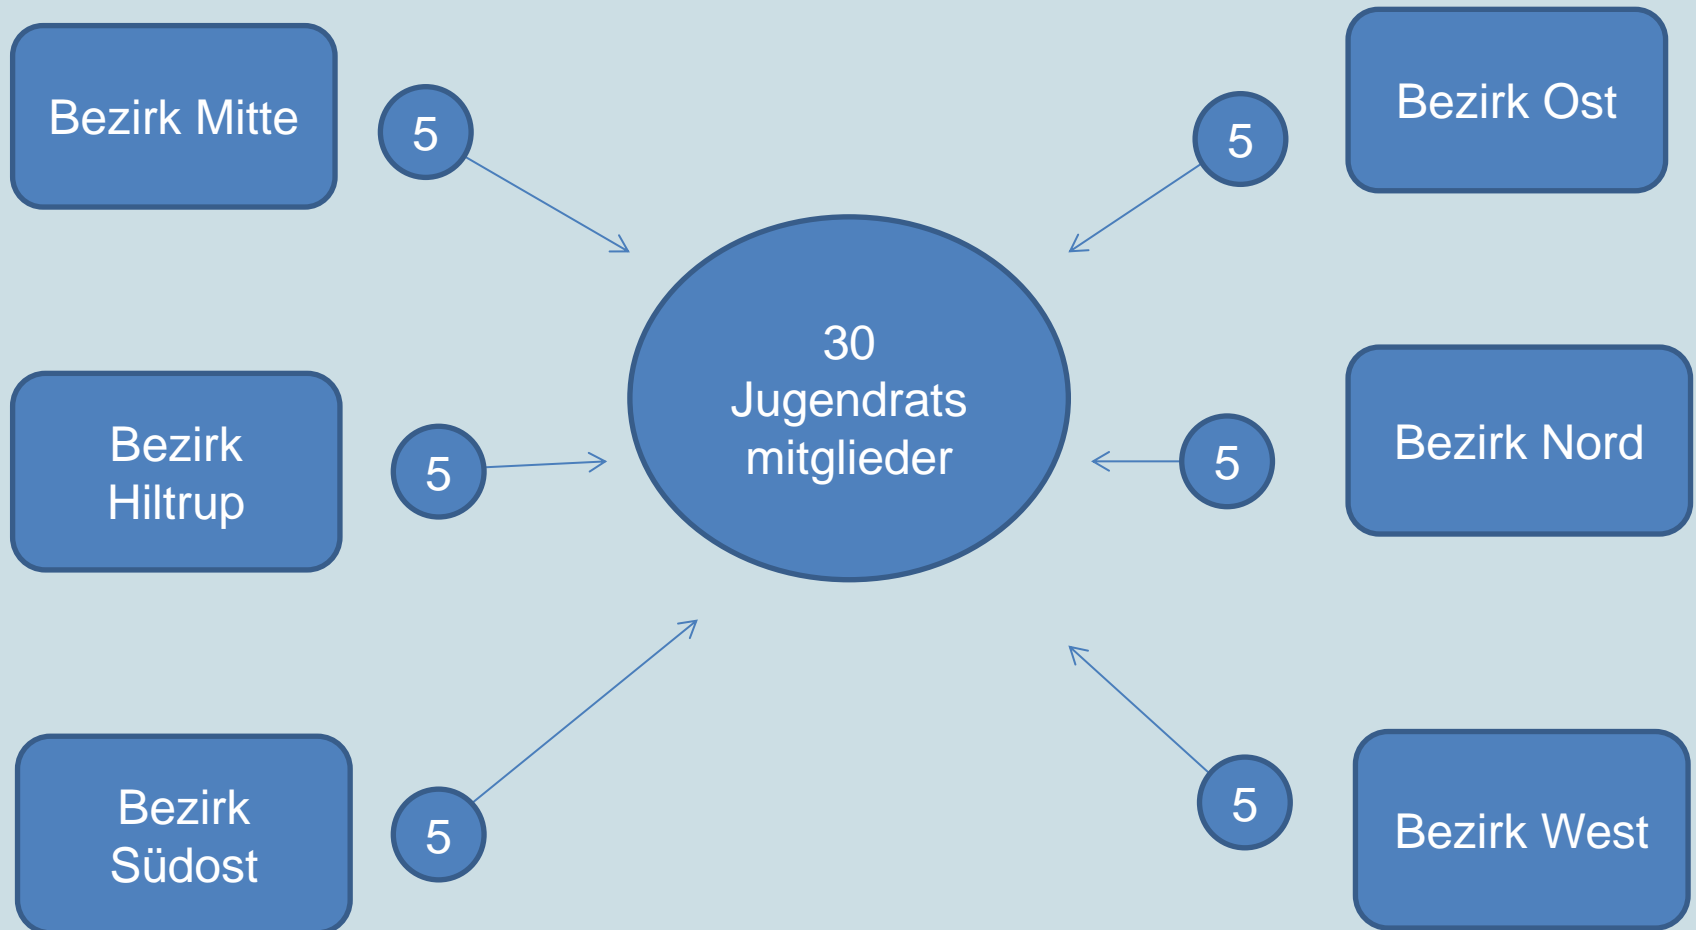 Bezirk Mitte
5
5
Bezirk Ost
30
Jugendrats
mitglieder
Bezirk
Hiltrup
5
5
Bezirk Nord
Bezirk
Südost
5
5
Bezirk West